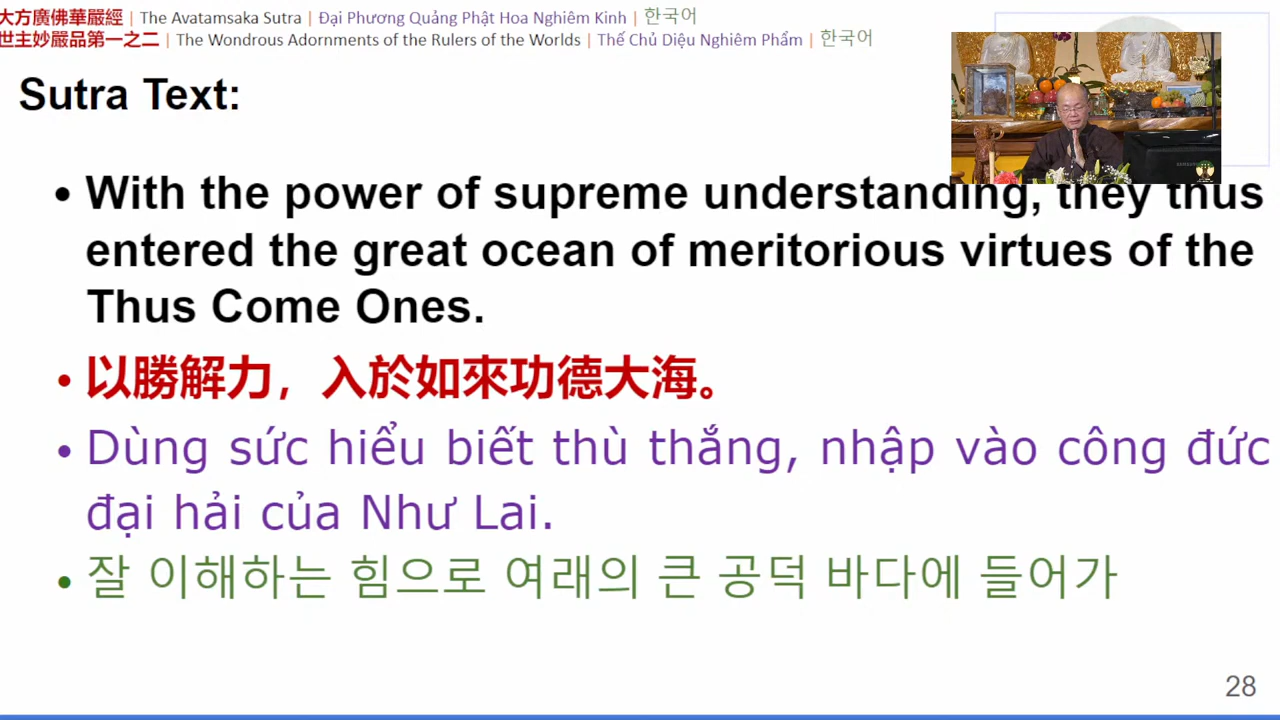 大方廣佛華嚴經 | The Avatamsaka Sutra | Đại Phương Quảng Phật Hoa Nghiêm Kinh | 한국어
世主妙嚴品第一之二 | The Wondrous Adornments of the Rulers of the Worlds | Thế Chủ Diệu Nghiêm Phẩm | 한국어
Sutra Text:
• With the power of supreme understanding, they thus
entered the great ocean of meritorious virtues of the
Thus Come Ones.
• 以勝解力，入於如來功德大海。
• Dùng sức hiểu biết thù thắng, nhập vào công đức
đại hải của Như Lai.
• 잘 이해하는 힘으로 여래의 큰 공덕 바다에 들어가
28